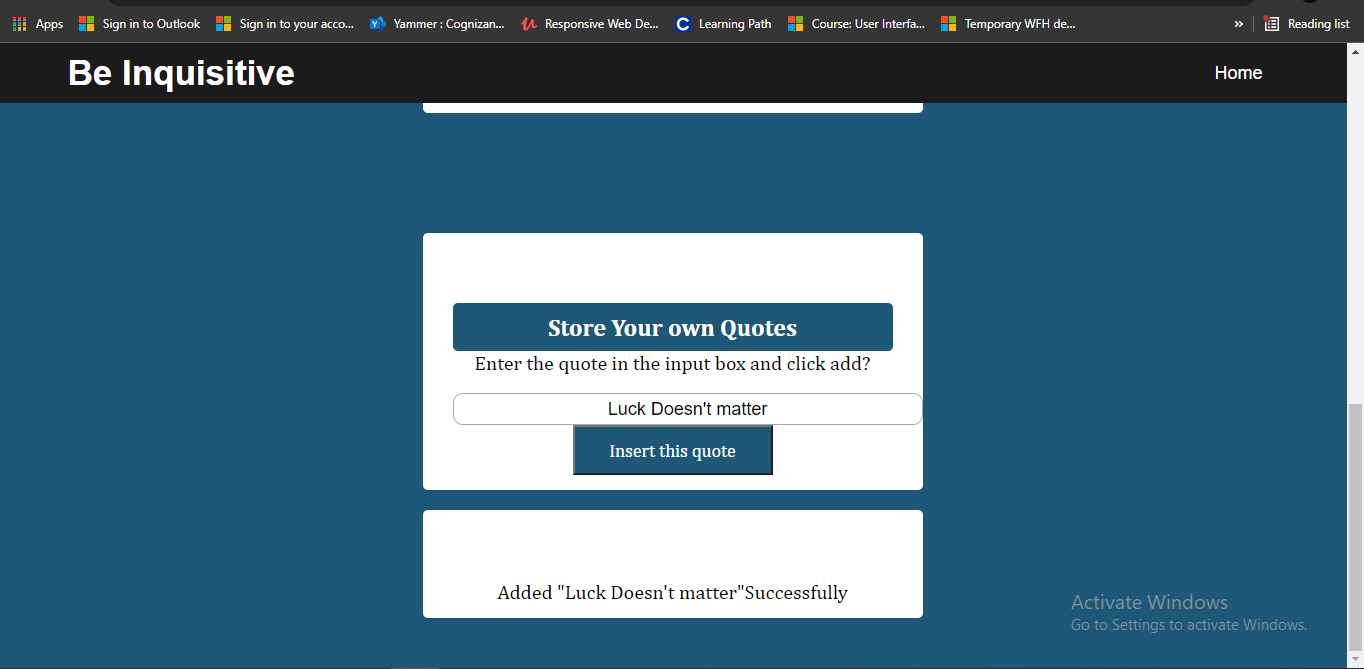 Apps Sign in to Outlook Sign in to your acco... Yammer : Cognizan... Responsive Web De... Learning Path Course: User Interfa... Temporary WFH de... » Reading list
Be Inquisitive Home
Store Your own Quotes
Enter the quote in the input box and click add?
Luck Doesn't matter
Insert this quote
Added "Luck Doesn't matter"Successfully
Activate Windows
Go to Settings to activate Windows.